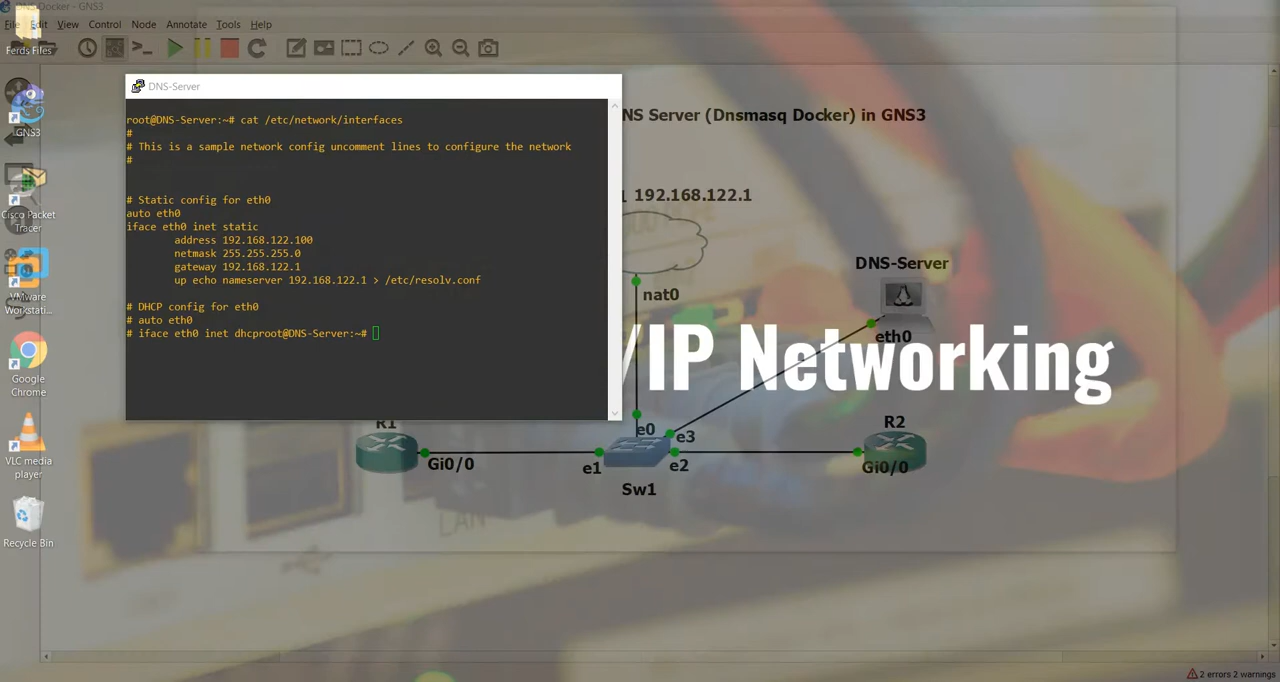 DNS-Docker - GNS3
File Edit View Control Node Annotate Tools Help
Ferds Files
GNS3
Cisco Packet
Tracer
VMware
Workstati...
Google
Chrome
VLC media
player
Recycle Bin
DNS-Server
root@DNS-Server:~# cat /etc/network/interfaces
#
# This is a sample network config uncomment lines to configure the network
#
# Static config for eth0
auto eth0
iface eth0 inet static
address 192.168.122.100
netmask 255.255.255.0
gateway 192.168.122.1
up echo nameserver 192.168.122.1 > /etc/resolv.conf
# DHCP config for eth0
# auto eth0
# iface eth0 inet dhcproot@DNS-Server:~#
NS Server (Dnsmasq Docker) in GNS3
192.168.122.1
nat0
DNS-Server
eth0
/IP Networking
R1
Gi0/0
e0
e3
e1
e2
Sw1
R2
Gi0/0
LAN
2 errors 2 warnings